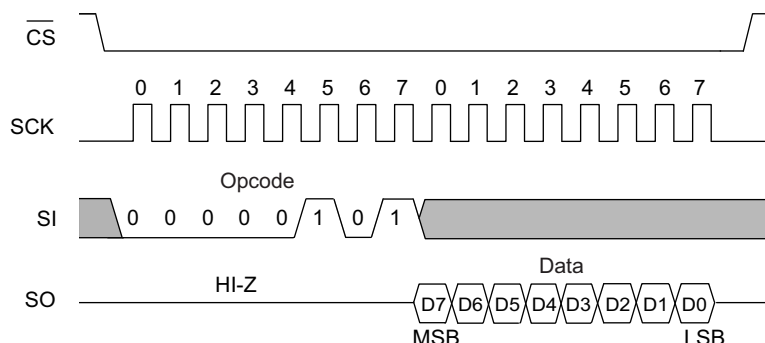 CS
0 1 2 3 4 5 6 7 0 1 2 3 4 5 6 7
SCK
Opcode
SI 0 0 0 0 0 1 0 1
Data
HI-Z
SO D7 D6 D5 D4 D3 D2 D1 D0
MSB LSB